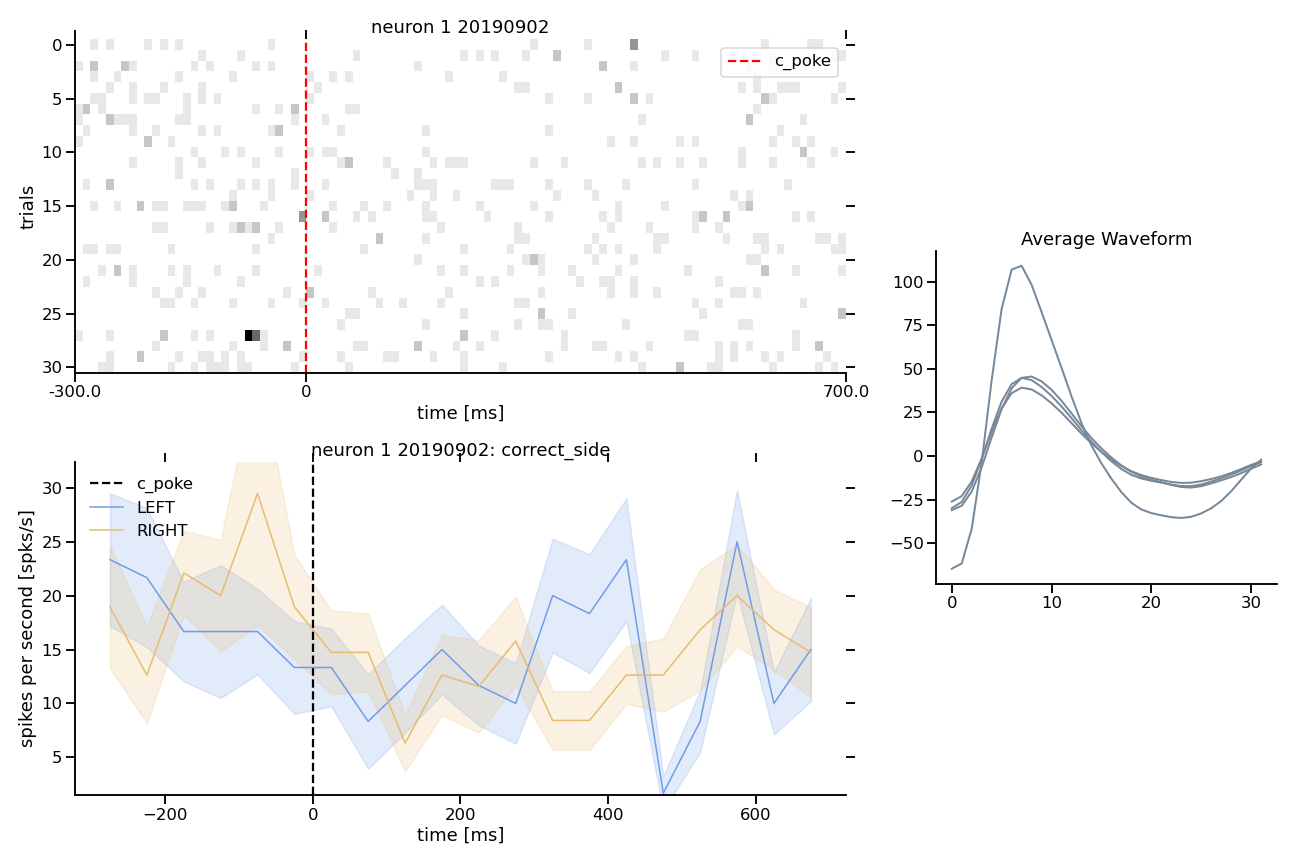 neuron 1 20190902
c_poke
0
5
10
15
20
25
30
trials
-300.0
0
700.0
time [ms]
neuron 1 20190902: correct_side
c_poke
LEFT
RIGHT
30
25
20
15
10
5
spikes per second [spks/s]
−200
0
200
400
600
time [ms]
Average Waveform
100
75
50
25
0
−25
−50
0
10
20
30